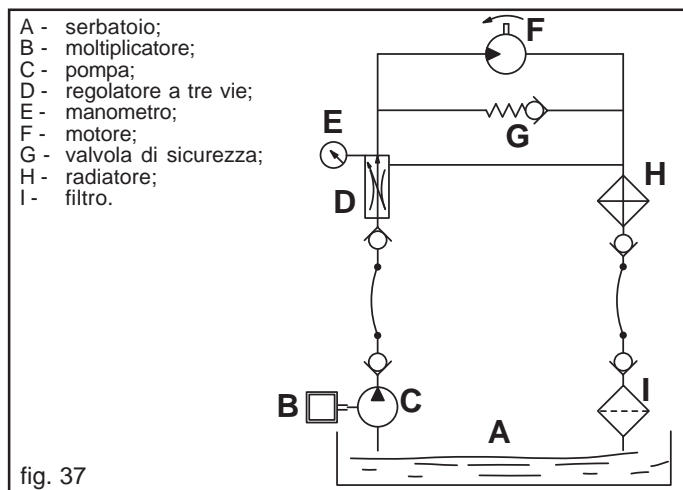 A - serbatoio;
B - moltiplicatore;
C - pompa;
D - regolatore a tre vie;
E - manometro;
F - motore;
G - valvola di sicurezza;
H - radiatore;
I - filtro.
F
E
G
D
H
B
C
I
A
fig. 37